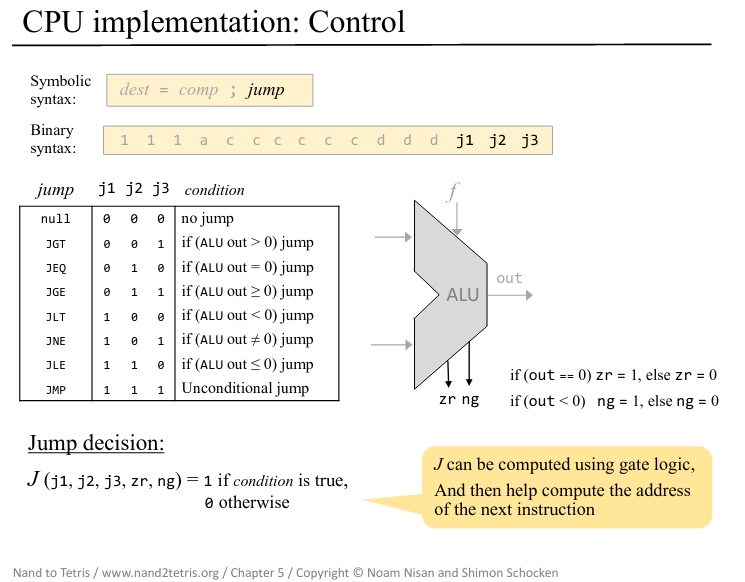 CPU implementation: Control
Symbolic
syntax:
dest = comp ; jump
Binary
syntax:
1 1 1 a c c c c c c d d d j1 j2 j3
jump j1 j2 j3 condition
null 0 0 0 no jump
JGT 0 0 1 if (ALU out > 0) jump
JEQ 0 1 0 if (ALU out = 0) jump
JGE 0 1 1 if (ALU out ≥ 0) jump
JLT 1 0 0 if (ALU out < 0) jump
JNE 1 0 1 if (ALU out ≠ 0) jump
JLE 1 1 0 if (ALU out ≤ 0) jump
JMP 1 1 1 Unconditional jump
f
ALU
out
zr ng
if (out == 0) zr = 1, else zr = 0
if (out < 0) ng = 1, else ng = 0
Jump decision:
J (j1, j2, j3, zr, ng) = 1 if condition is true,
0 otherwise
J can be computed using gate logic,
And then help compute the address
of the next instruction
Nand to Tetris / www.nand2tetris.org / Chapter 5 / Copyright © Noam Nisan and Shimon Schocken